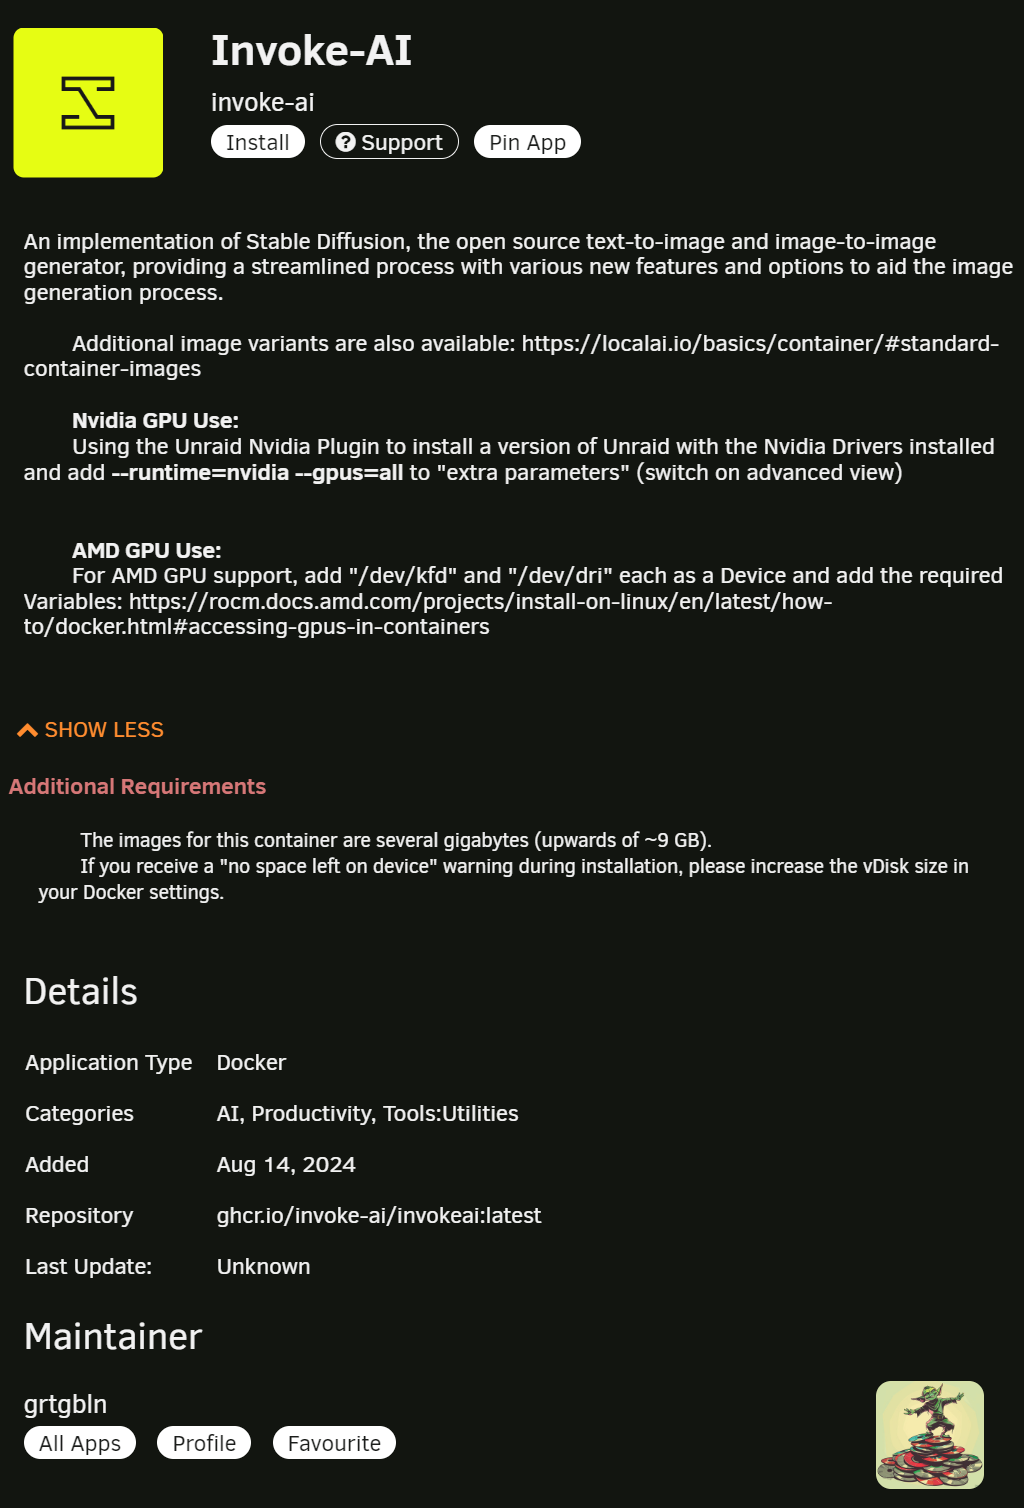 Invoke-AI
invoke-ai
Install
Support
Pin App
An implementation of Stable Diffusion, the open source text-to-image and image-to-image
generator, providing a streamlined process with various new features and options to aid the image
generation process.
Additional image variants are also available: https://localai.io/basics/container/#standard-
container-images
Nvidia GPU Use:
Using the Unraid Nvidia Plugin to install a version of Unraid with the Nvidia Drivers installed
and add --runtime=nvidia --gpus=all to "extra parameters" (switch on advanced view)
AMD GPU Use:
For AMD GPU support, add "/dev/kfd" and "/dev/dri" each as a Device and add the required
Variables: https://rocm.docs.amd.com/projects/install-on-linux/en/latest/how-
to/docker.html#accessing-gpus-in-containers
SHOW LESS
Additional Requirements
The images for this container are several gigabytes (upwards of ~9 GB).
If you receive a "no space left on device" warning during installation, please increase the vDisk size in
your Docker settings.
Details
Application Type Docker
Categories AI, Productivity, Tools:Utilities
Added Aug 14, 2024
Repository ghcr.io/invoke-ai/invokeai:latest
Last Update: Unknown
Maintainer
grtgbln
All Apps
Profile
Favourite